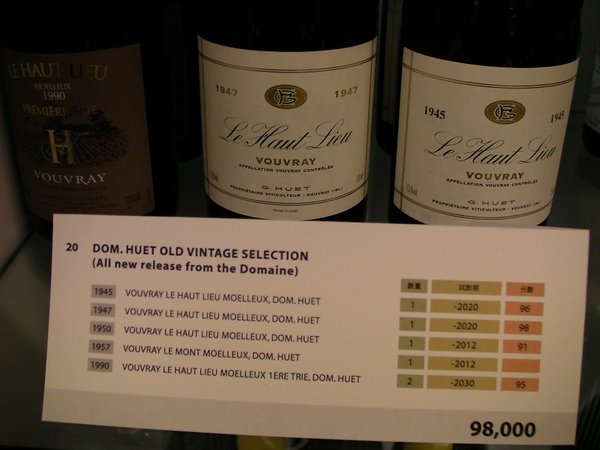 LE HAUT-LIEU
MOELLEUX
1990
PREMIÈRE TRIE
H
VOUVRAY
1947 1947
Le Haut Lieu
VOUVRAY
APPELLATION VOUVRAY CONTRÔLÉE
G. HUET
PROPRIÉTAIRE VITICULTEUR - VOUVRAY (I&L)
1945 1945
Le Haut Lieu
VOUVRAY
APPELLATION VOUVRAY CONTRÔLÉE
G. HUET
PROPRIÉTAIRE VITICULTEUR - VOUVRAY (I&L)
20 DOM. HUET OLD VINTAGE SELECTION
(All new release from the Domaine)
數量 試飲期 分數
1945 VOUVRAY LE HAUT LIEU MOELLEUX, DOM. HUET 1 -2020 96
1947 VOUVRAY LE HAUT LIEU MOELLEUX, DOM. HUET 1 -2020 98
1950 VOUVRAY LE HAUT LIEU MOELLEUX, DOM. HUET 1 -2012 91
1957 VOUVRAY LE MONT MOELLEUX, DOM. HUET 1 -2012
1990 VOUVRAY LE HAUT LIEU MOELLEUX 1ERE TRIE, DOM. HUET 2 -2030 95
98,000